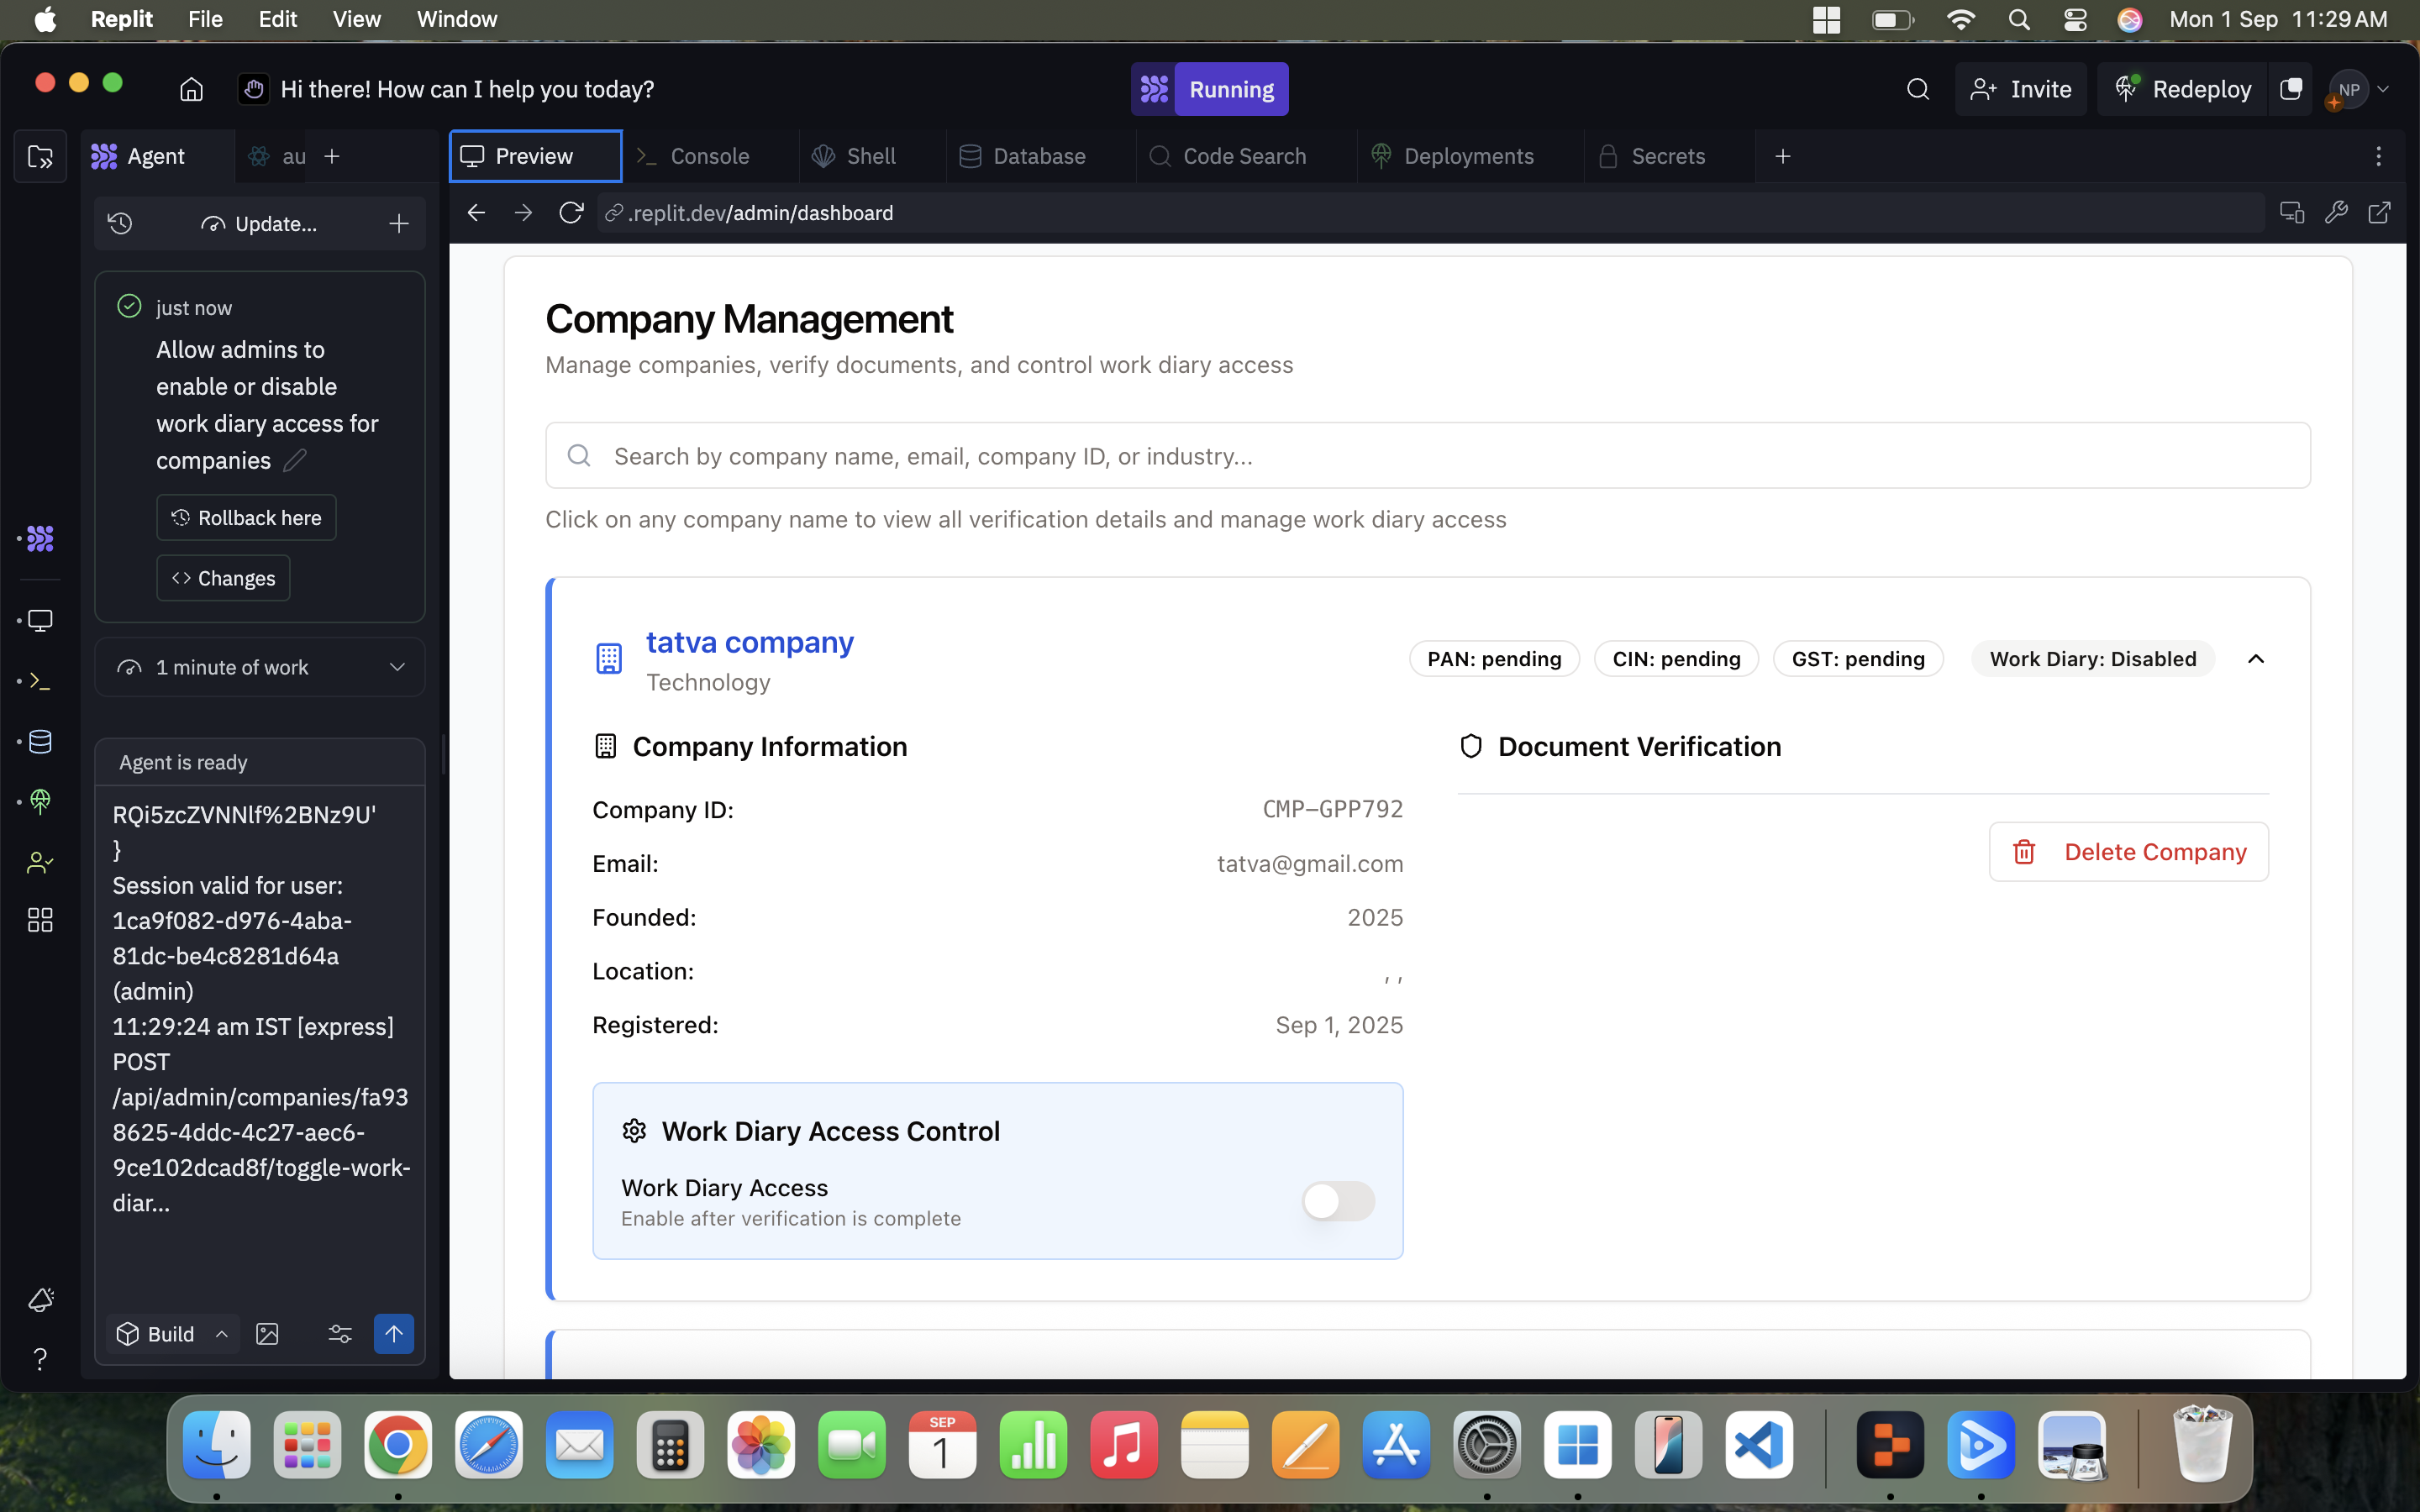 Replit File Edit View Window Mon 1 Sep 11:29 AM
Hi there! How can I help you today? Running Invite Redeploy NP
Agent au Preview Console Shell Database Code Search Deployments Secrets
.replit.dev/admin/dashboard
Update...
just now
Allow admins to
enable or disable
work diary access for
companies
Rollback here
Changes
1 minute of work
Agent is ready
RQi5zcZVNNlf%2BNz9U'
}
Session valid for user:
1ca9f082-d976-4aba-
81dc-be4c8281d64a
(admin)
11:29:24 am IST [express]
POST
/api/admin/companies/fa93
8625-4ddc-4c27-aec6-
9ce102dcad8f/toggle-work-
diar...
Build
?
Company Management
Manage companies, verify documents, and control work diary access
Search by company name, email, company ID, or industry...
Click on any company name to view all verification details and manage work diary access
tatva company
Technology
PAN: pending CIN: pending GST: pending Work Diary: Disabled
Company Information
Company ID: CMP-GPP792
Email: tatva@gmail.com
Founded: 2025
Location: , ,
Registered: Sep 1, 2025
Document Verification
Delete Company
Work Diary Access Control
Work Diary Access
Enable after verification is complete
SEP
1